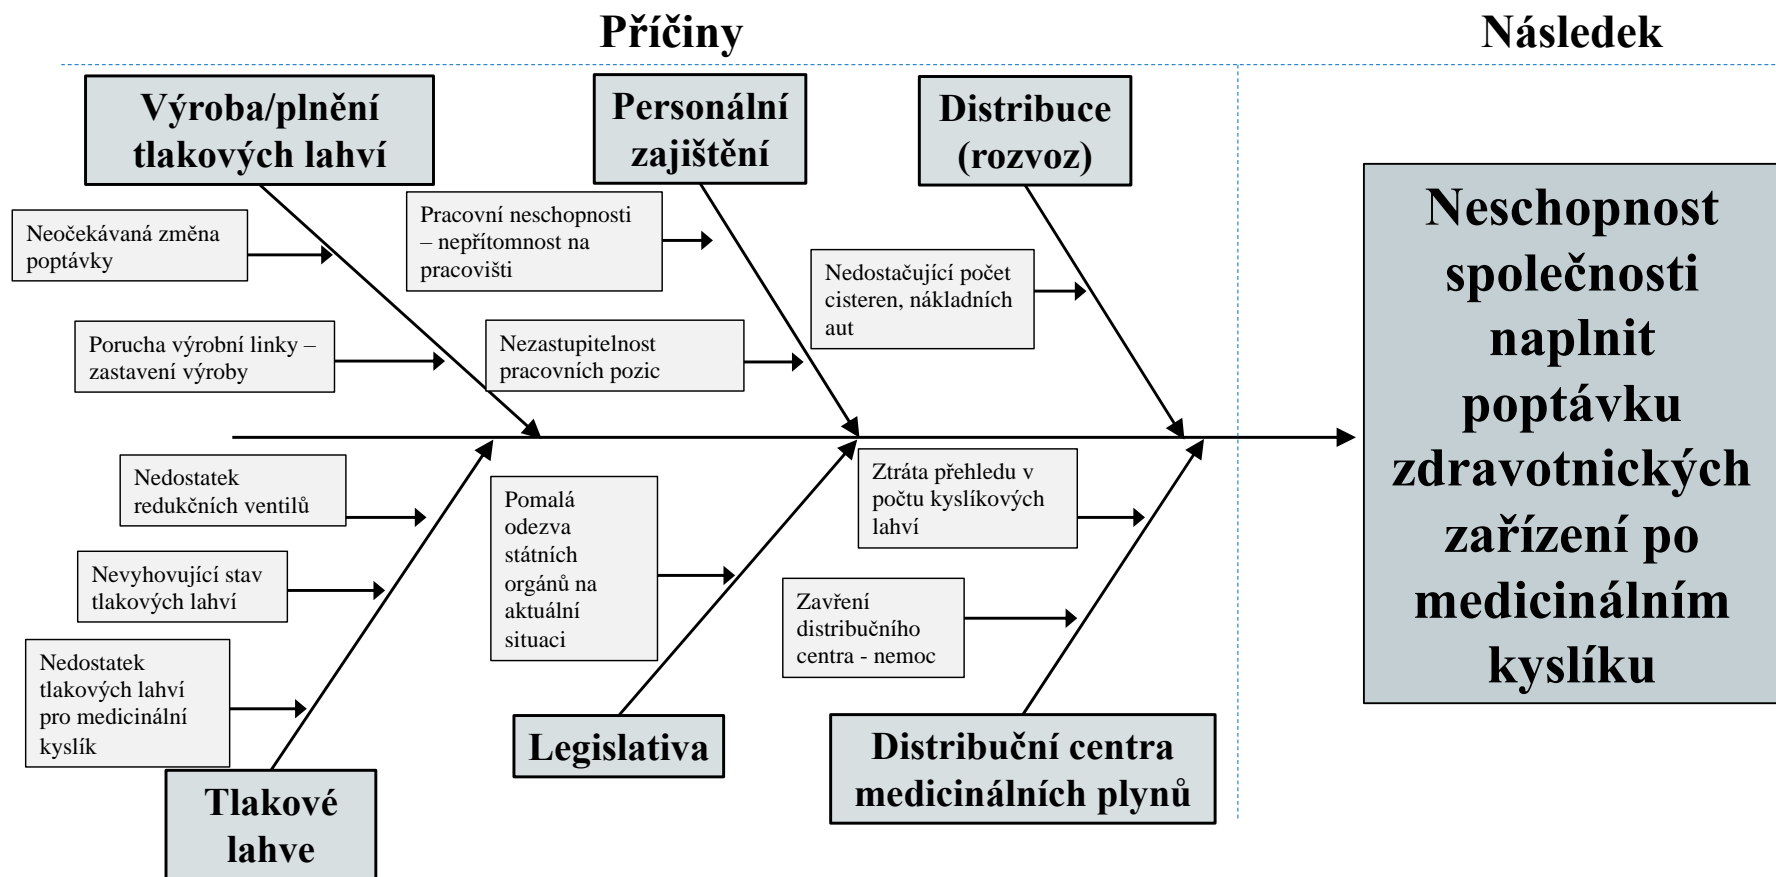 Příčiny
Následek
Výroba/plnění
tlakových lahví
Personální
zajištění
Distribuce
(rozvoz)
Neočekávaná změna
poptávky
Porucha výrobní linky –
zastavení výroby
Pracovní neschopnosti
– nepřítomnost na
pracovišti
Nezastupitelnost
pracovních pozic
Nedostačující počet
cisteren, nákladních
aut
Nedostatek
redukčních ventilů
Nevyhovující stav
tlakových lahví
Nedostatek
tlakových lahví
pro medicinální
kyslík
Pomalá
odezva
státních
orgánů na
aktuální
situaci
Ztráta přehledu v
počtu kyslíkových
lahví
Zavření
distribučního
centra - nemoc
Tlakové
lahve
Legislativa
Distribuční centra
medicinálních plynů
Neschopnost
společnosti
naplnit
poptávku
zdravotnických
zařízení po
medicinálním
kyslíku